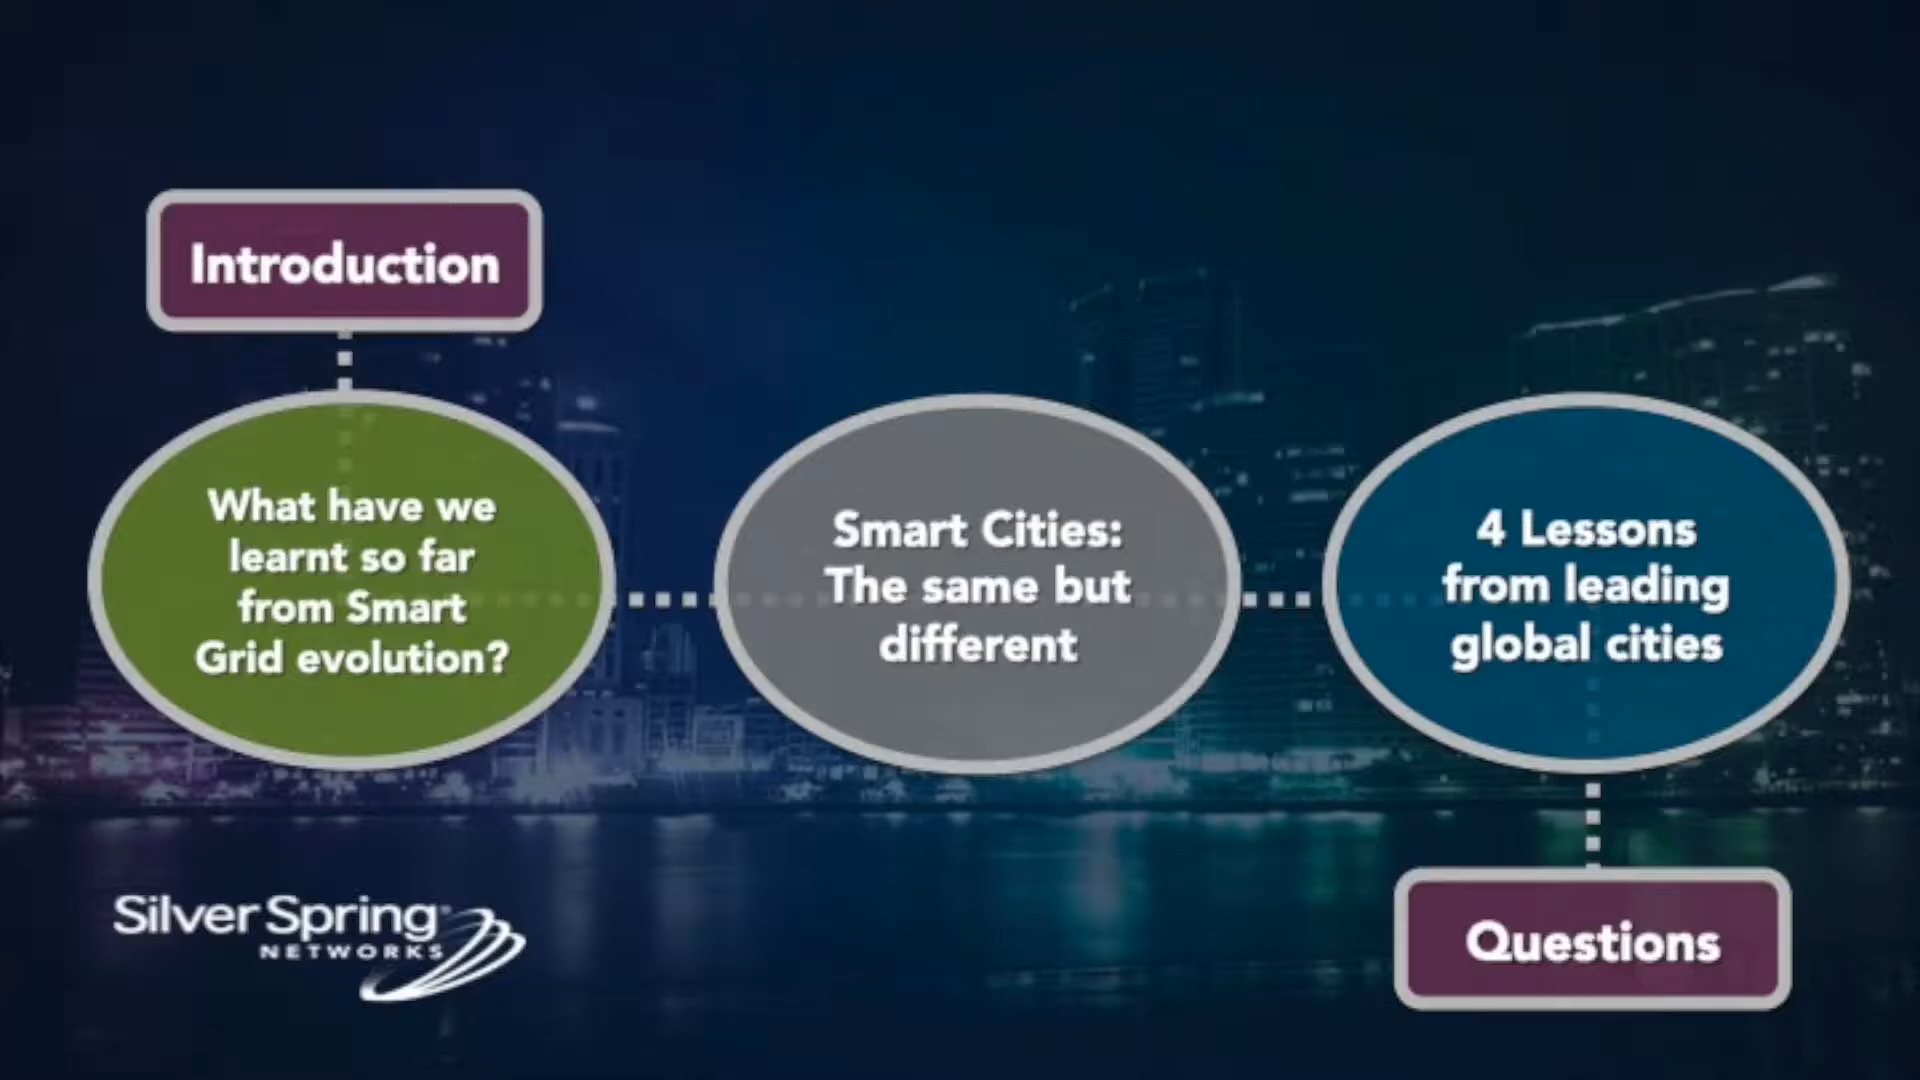 Introduction
What have we
learnt so far
from Smart
Grid evolution?
Smart Cities:
The same but
different
4 Lessons
from leading
global cities
Questions
Silver Spring
NETWORKS